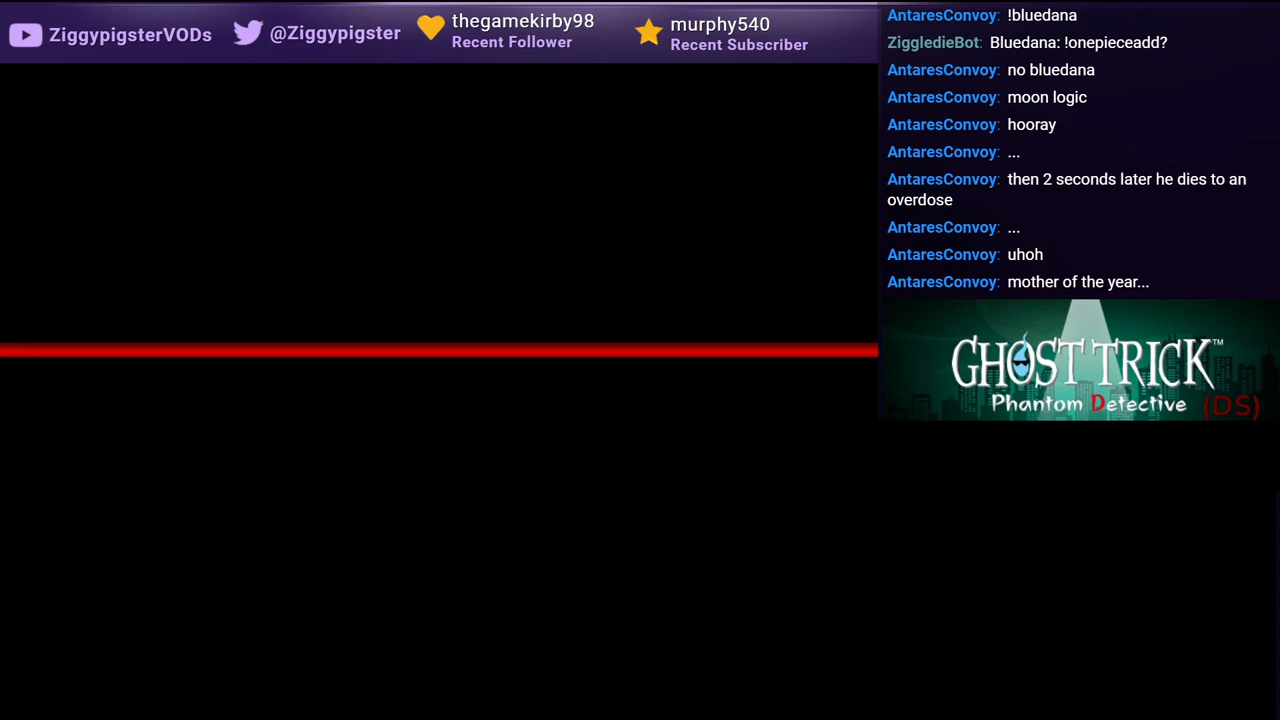 ZiggypigsterVODs
@Ziggypigster
thegamekirby98
Recent Follower
murphy540
Recent Subscriber
AntaresConvoy: !bluedana
ZiggledieBot: Bluedana: !onepieceadd?
AntaresConvoy: no bluedana
AntaresConvoy: moon logic
AntaresConvoy: hooray
AntaresConvoy: ...
AntaresConvoy: then 2 seconds later he dies to an
overdose
AntaresConvoy: ...
AntaresConvoy: uhoh
AntaresConvoy: mother of the year...
GHOST TRICK™
Phantom Detective (DS)